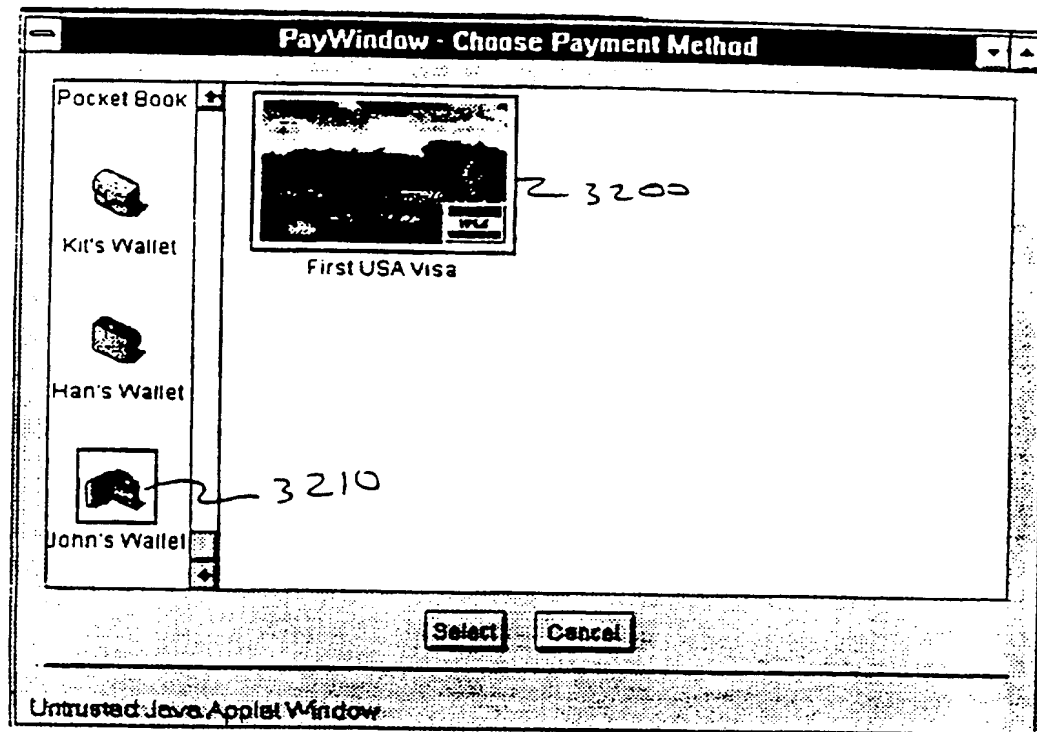 PayWindow - Choose Payment Method
Pocket Book
Kit's Wallet
Han's Wallet
John's Wallet
First USA Visa
3200
3210
Select Cancel
Untrusted Java Applet Window